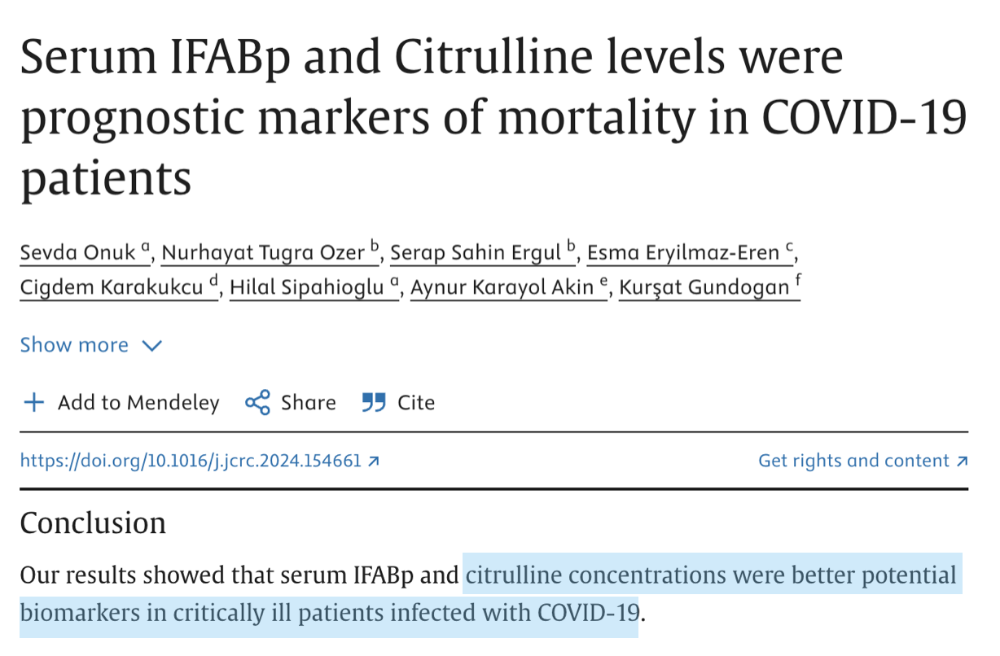 Serum IFABp and Citrulline levels were
prognostic markers of mortality in COVID-19
patients
Sevda Onuk a, Nurhayat Tugra Ozer b, Serap Sahin Ergul b, Esma Eryilmaz-Eren c,
Cigdem Karakukcu d, Hilal Sipahioglu a, Aynur Karayol Akin e, Kurşat Gundogan f
Show more
Add to Mendeley Share Cite
https://doi.org/10.1016/j.jcrc.2024.154661 Get rights and content
Conclusion
Our results showed that serum IFABp and citrulline concentrations were better potential
biomarkers in critically ill patients infected with COVID-19.